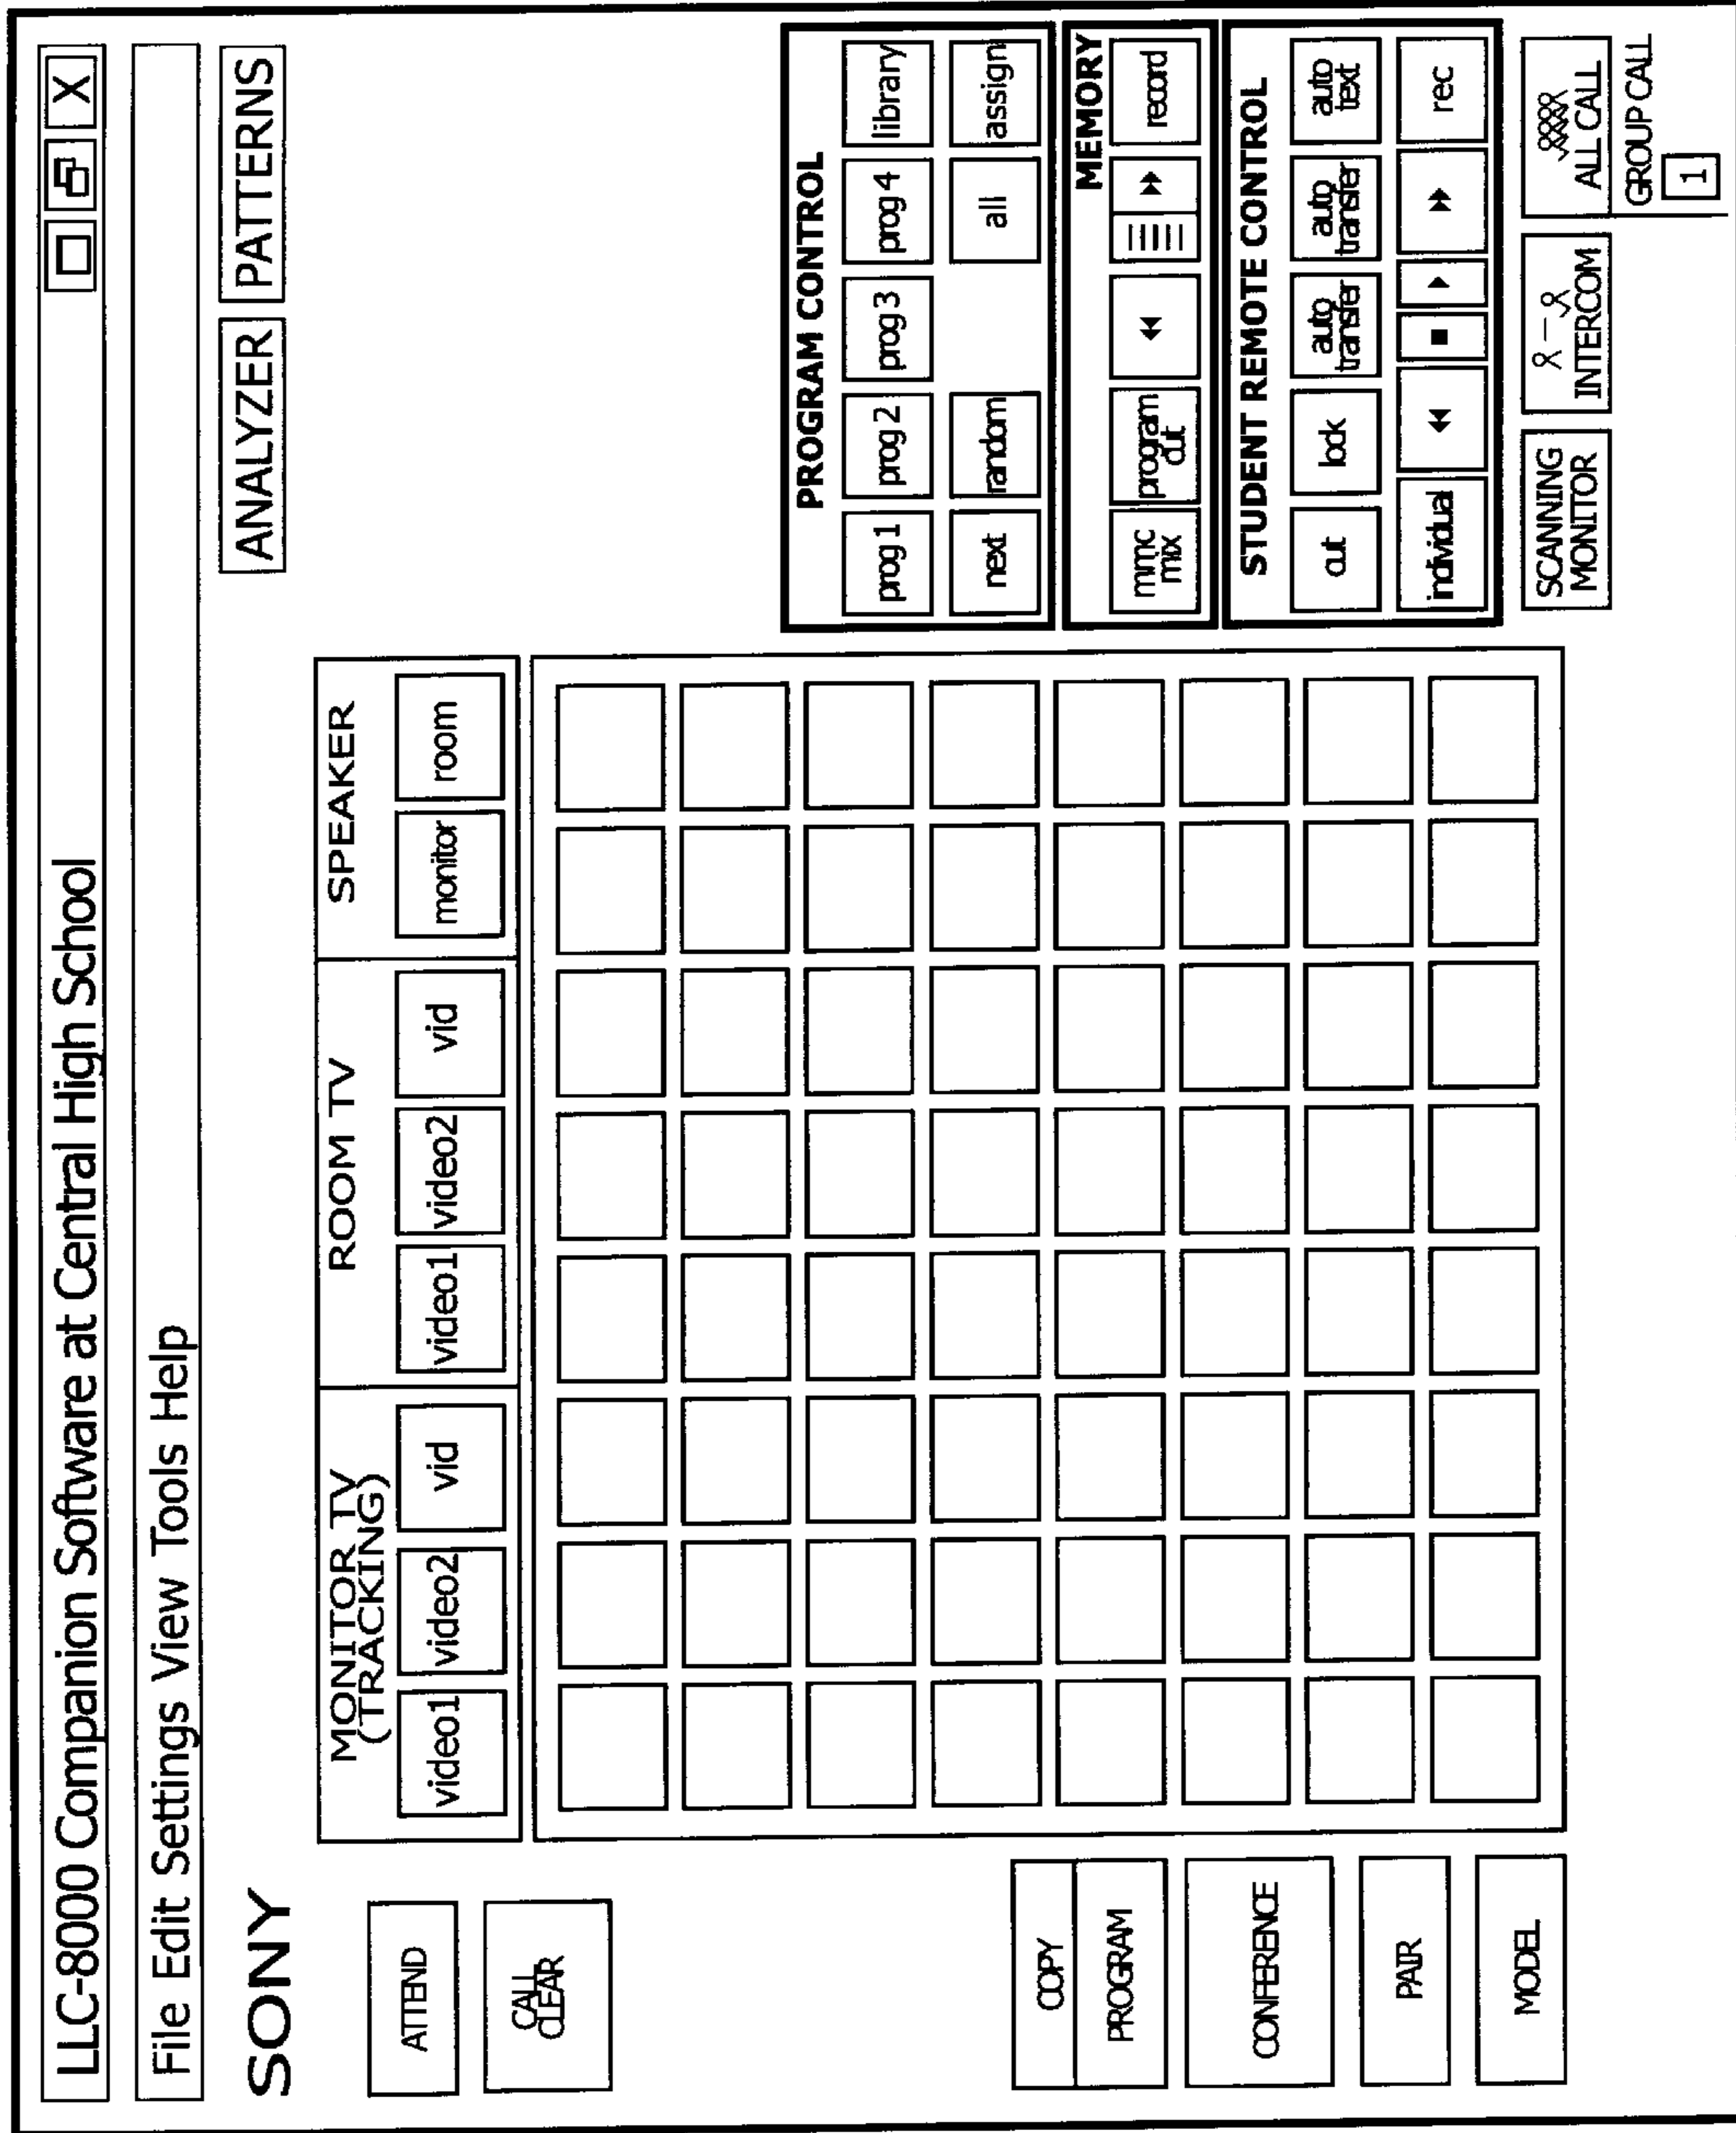 LLC-8000 Companion Software at Central High School X
File Edit Settings View Tools Help
SONY
ANALYZER PATTERNS
ATTEND
CALL
CLEAR
COPY
PROGRAM
CONFERENCE
PAIR
MODEL
MONITOR TV
(TRACKING)
video1 video2 vid
ROOM TV
video1 video2 vid
SPEAKER
monitor room
PROGRAM CONTROL
prog 1 prog 2 prog 3 prog 4 library
next random all assign
MEMORY
mmc
mix
program
out
record
STUDENT REMOTE CONTROL
out lock
auto
transfer
auto
transfer
auto
text
individual rec
SCANNING
MONITOR
INTERCOM
ALL CALL
GROUP CALL
1